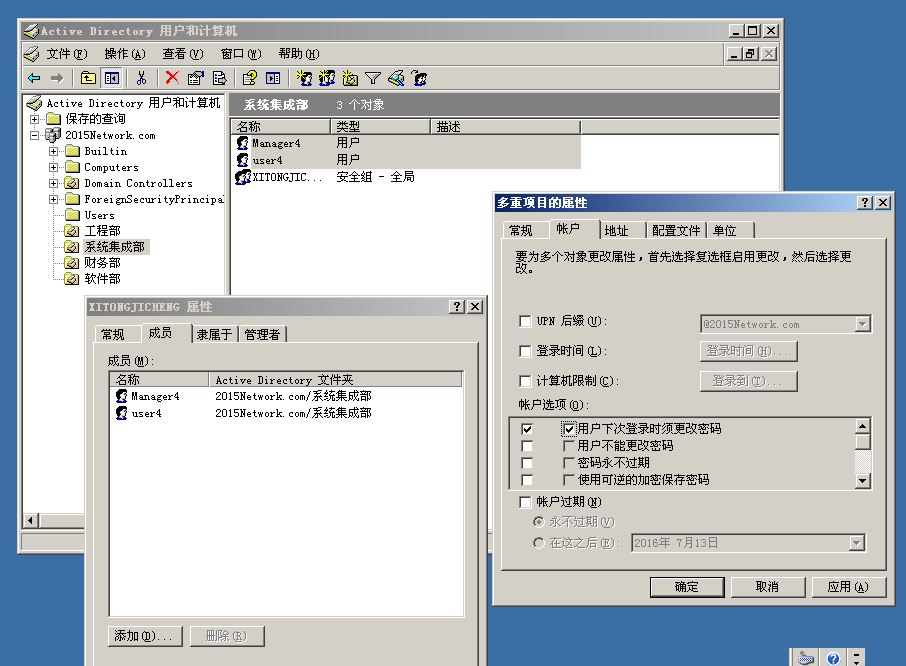 Active Directory 用户和计算机
文件(F) 操作(A) 查看(V) 窗口(W) 帮助(H)
Active Directory 用户和计算机
保存的查询
2015Network.com
Builtin
Computers
Domain Controllers
ForeignSecurityPrincipa
Users
工程部
系统集成部
财务部
软件部
系统集成部 3 个对象
名称 类型 描述
Manager4 用户
user4 用户
XITONGJIC... 安全组 - 全局
XITONGJICHENG 属性
常规 成员 隶属于 管理者
成员(M):
名称 Active Directory 文件夹
Manager4 2015Network.com/系统集成部
user4 2015Network.com/系统集成部
添加(D)... 删除(R)
多重项目的属性
常规 帐户 地址 配置文件 单位
要为多个对象更改属性，首先选择复选框启用更改，然后选择更
改。
UPN 后缀(U): @2015Network.com
登录时间(L): 登录时间(H)...
计算机限制(C): 登录到(T)...
帐户选项(O):
用户下次登录时须更改密码
用户不能更改密码
密码永不过期
使用可逆的加密保存密码
帐户过期(N)
永不过期(V)
在这之后(E): 2016年 7月13日
确定 取消 应用(A)